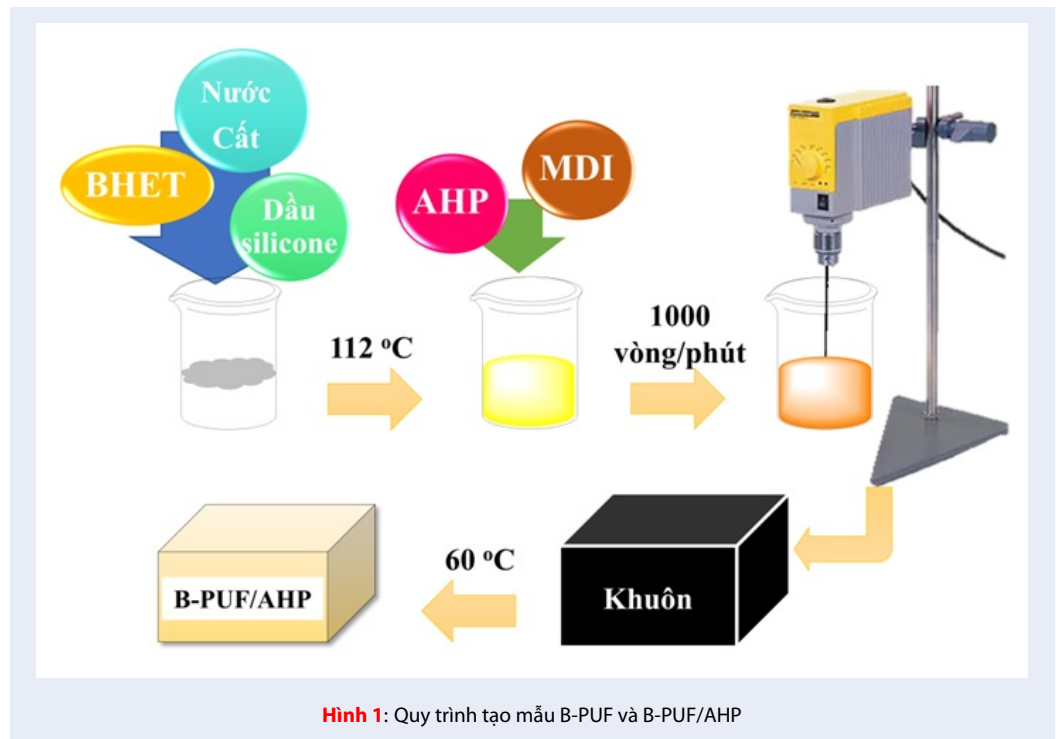 Nước
Cất
BHET
Dầu
silicone
AHP
MDI
112 °C
1000
vòng/phút
60 °C
B-PUF/AHP
Khuôn
Hình 1: Quy trình tạo mẫu B-PUF và B-PUF/AHP